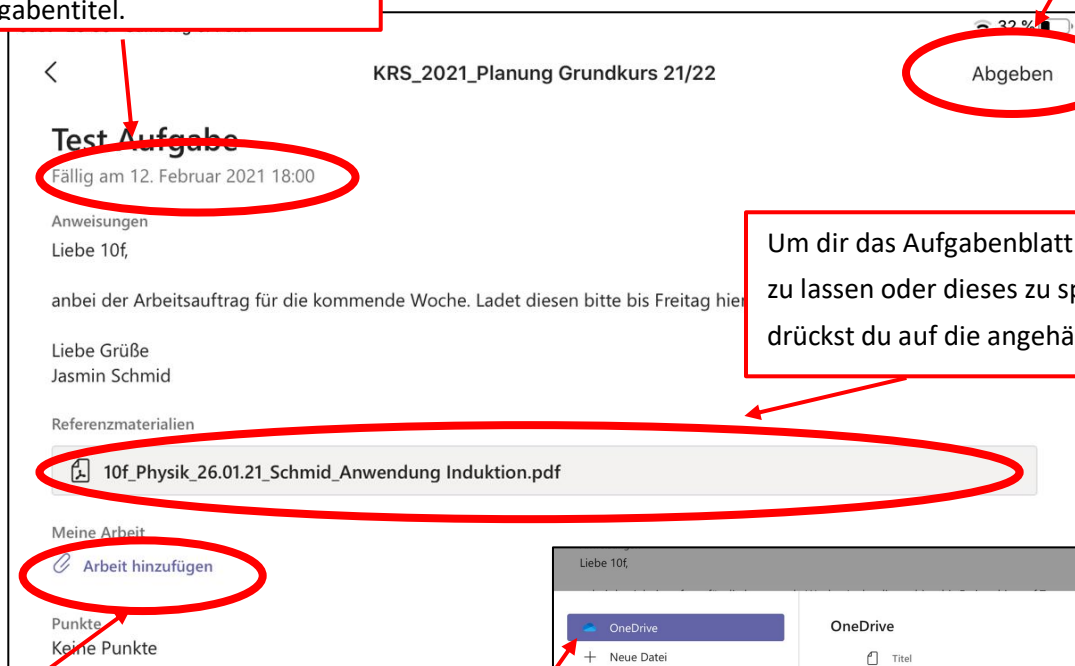 gabentitel.
32 %
KRS_2021_Planung Grundkurs 21/22
Abgeben
Test Aufgabe
Fällig am 12. Februar 2021 18:00
Anweisungen
Liebe 10f,
Um dir das Aufgabenblatt
anbei der Arbeitsauftrag für die kommende Woche. Ladet diesen bitte bis Freitag hier
zu lassen oder dieses zu sp
drückst du auf die angehä
Liebe Grüße
Jasmin Schmid
Referenzmaterialien
10f_Physik_26.01.21_Schmid_Anwendung Induktion.pdf
Meine Arbeit
Arbeit hinzufügen
Liebe 10f,
Punkte
Keine Punkte
OneDrive
OneDrive
+ Neue Datei
Titel